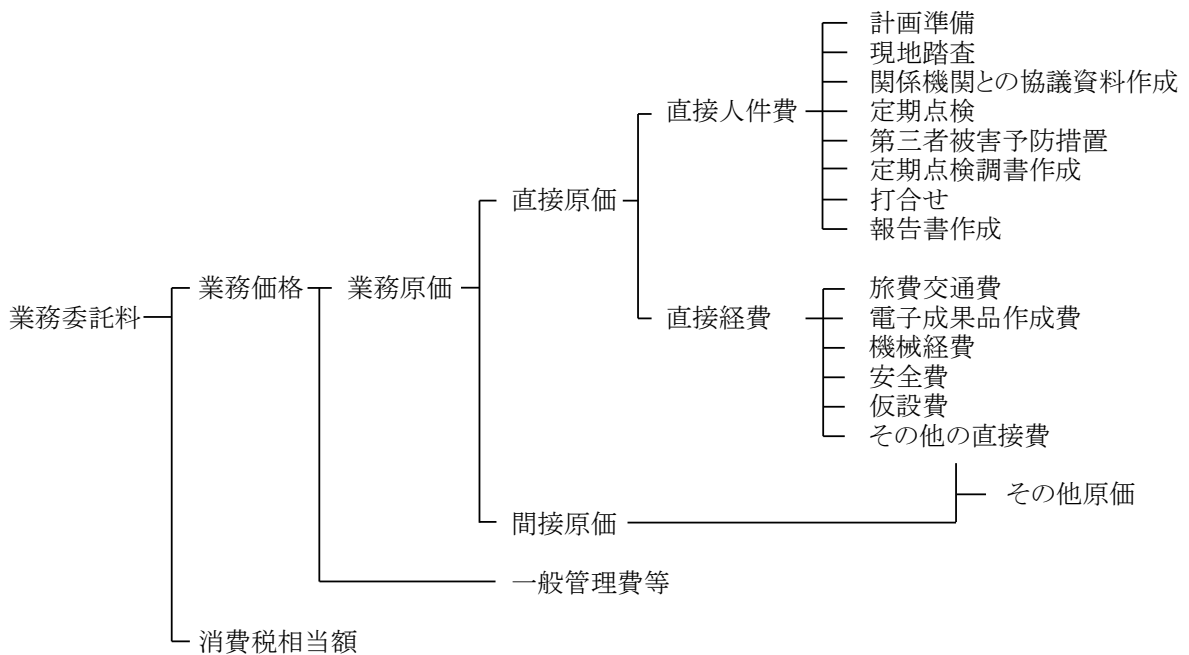 計画準備
現地踏査
関係機関との協議資料作成
直接人件費
定期点検
第三者被害予防措置
定期点検調書作成
直接原価
打合せ
報告書作成
業務委託料
業務価格
業務原価
旅費交通費
直接経費
電子成果品作成費
機械経費
安全費
仮設費
その他の直接費
その他原価
間接原価
一般管理費等
消費税相当額